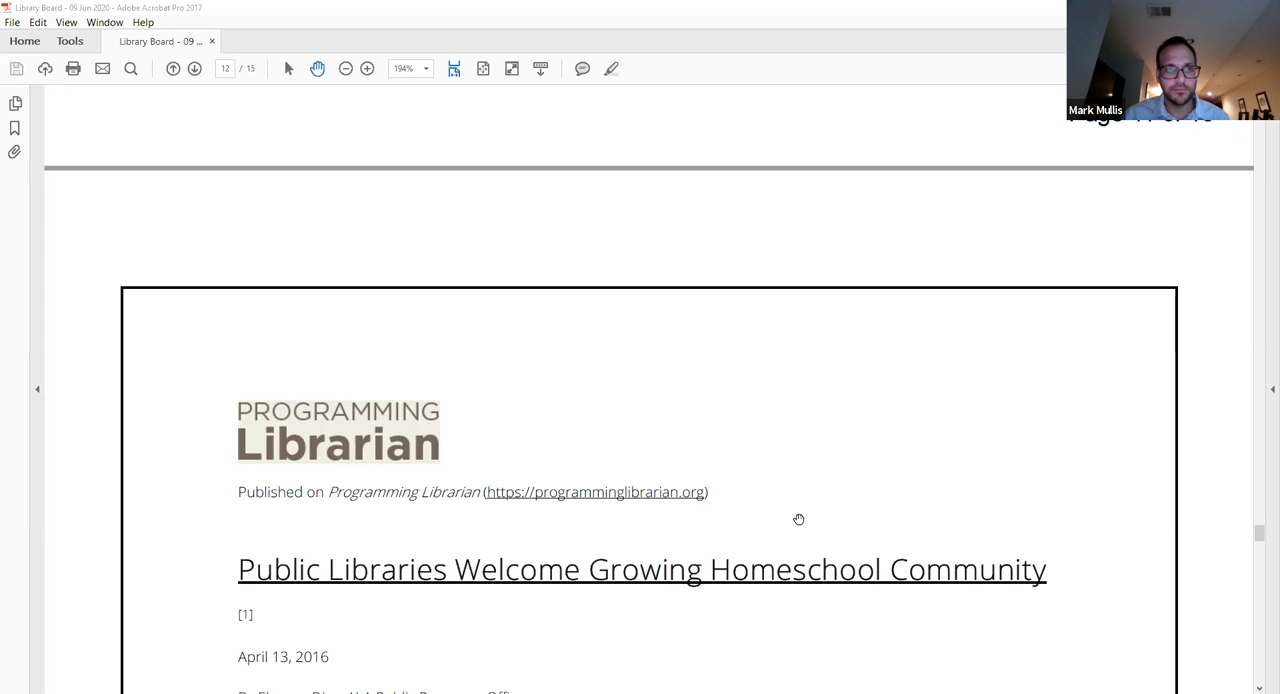 Library Board - 09 Jun 2020 - Adobe Acrobat Pro 2017
File Edit View Window Help
Home Tools Library Board - 09 ... ×
12 / 15 194%
Mark Mullis
PROGRAMMING
Librarian
Published on Programming Librarian (https://programminglibrarian.org)
Public Libraries Welcome Growing Homeschool Community
[1]
April 13, 2016